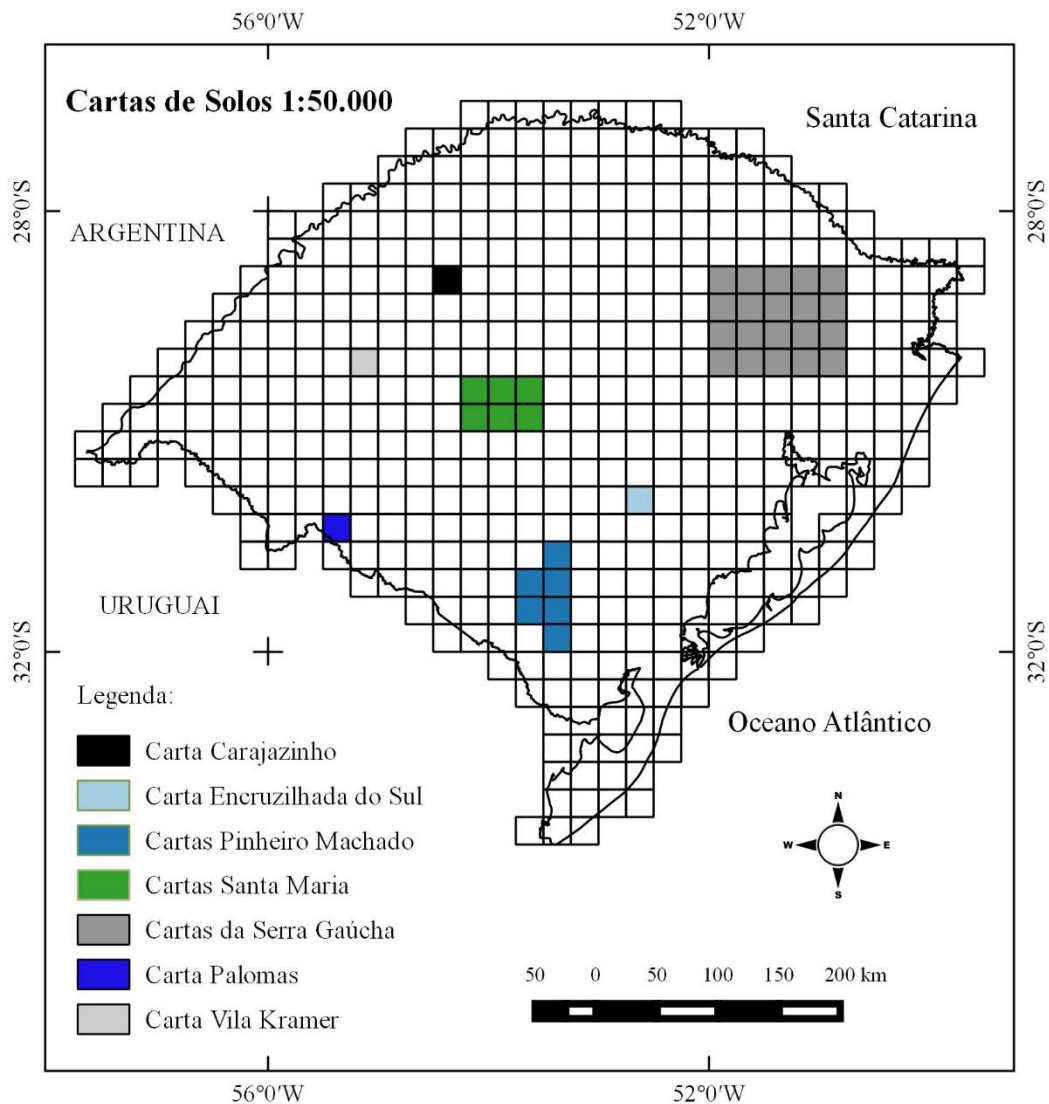 56°0'W
52°0'W
Cartas de Solos 1:50.000
Santa Catarina
28°0'S
28°0'S
ARGENTINA
URUGUAI
32°0'S
32°0'S
Legenda:
Oceano Atlântico
Carta Carajazinho
Carta Encruzilhada do Sul
Cartas Pinheiro Machado
Cartas Santa Maria
Cartas da Serra Gaúcha
Carta Palomas
Carta Vila Kramer
N
W
E
S
50 0 50 100 150 200 km
56°0'W
52°0'W